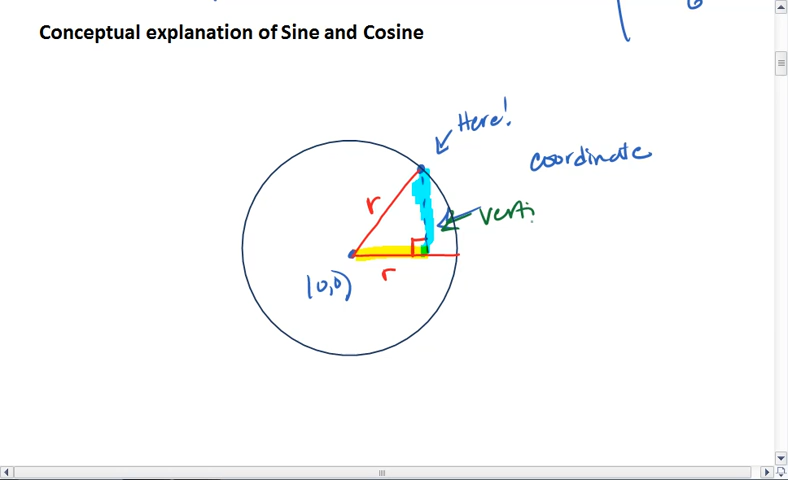 Conceptual explanation of Sine and Cosine
Here!
coordinate
r
verti
r
(0,0)